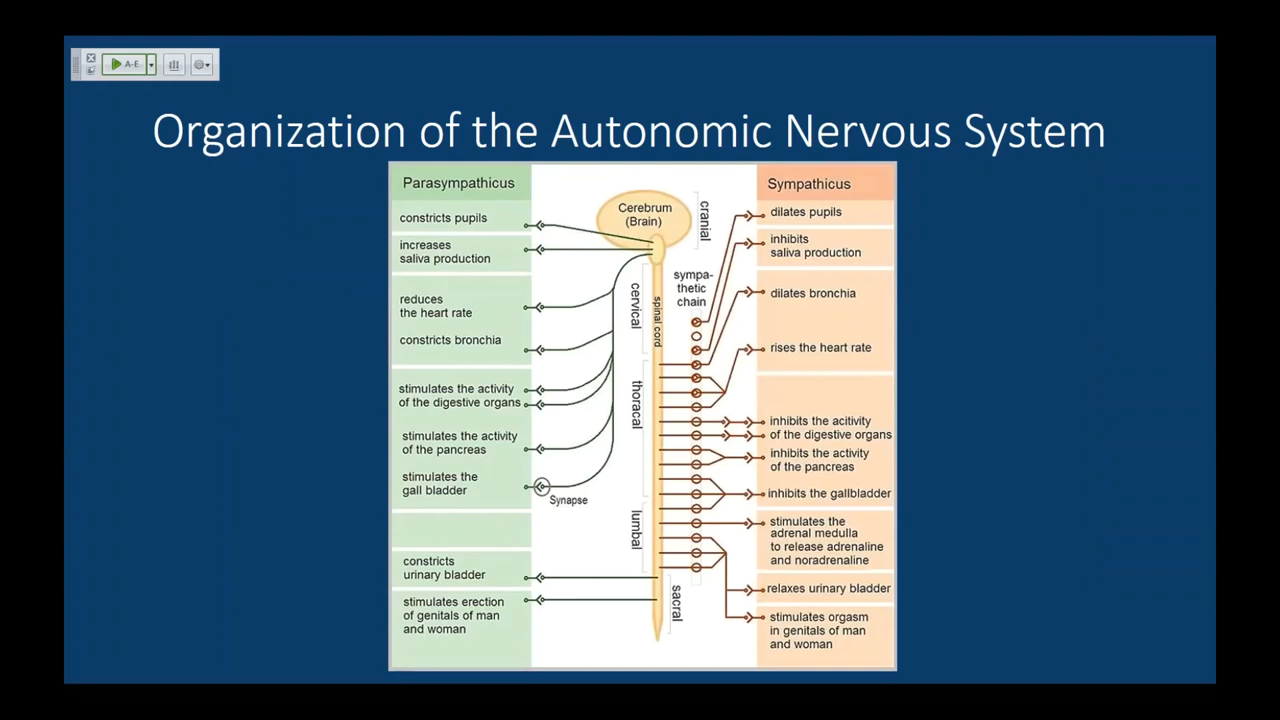 A-E
Organization of the Autonomic Nervous System
Parasympathicus
constricts pupils
increases
saliva production
reduces
the heart rate
constricts bronchia
stimulates the activity
of the digestive organs
stimulates the activity
of the pancreas
stimulates the
gall bladder
constricts
urinary bladder
stimulates erection
of genitals of man
and woman
Cerebrum
(Brain)
cranial
sympa-
thetic
chain
cervical
spinal cord
thoracal
Synapse
lumbal
sacral
Sympathicus
dilates pupils
inhibits
saliva production
dilates bronchia
rises the heart rate
inhibits the acitivity
of the digestive organs
inhibits the activity
of the pancreas
inhibits the gallbladder
stimulates the
adrenal medulla
to release adrenaline
and noradrenaline
relaxes urinary bladder
stimulates orgasm
in genitals of man
and woman